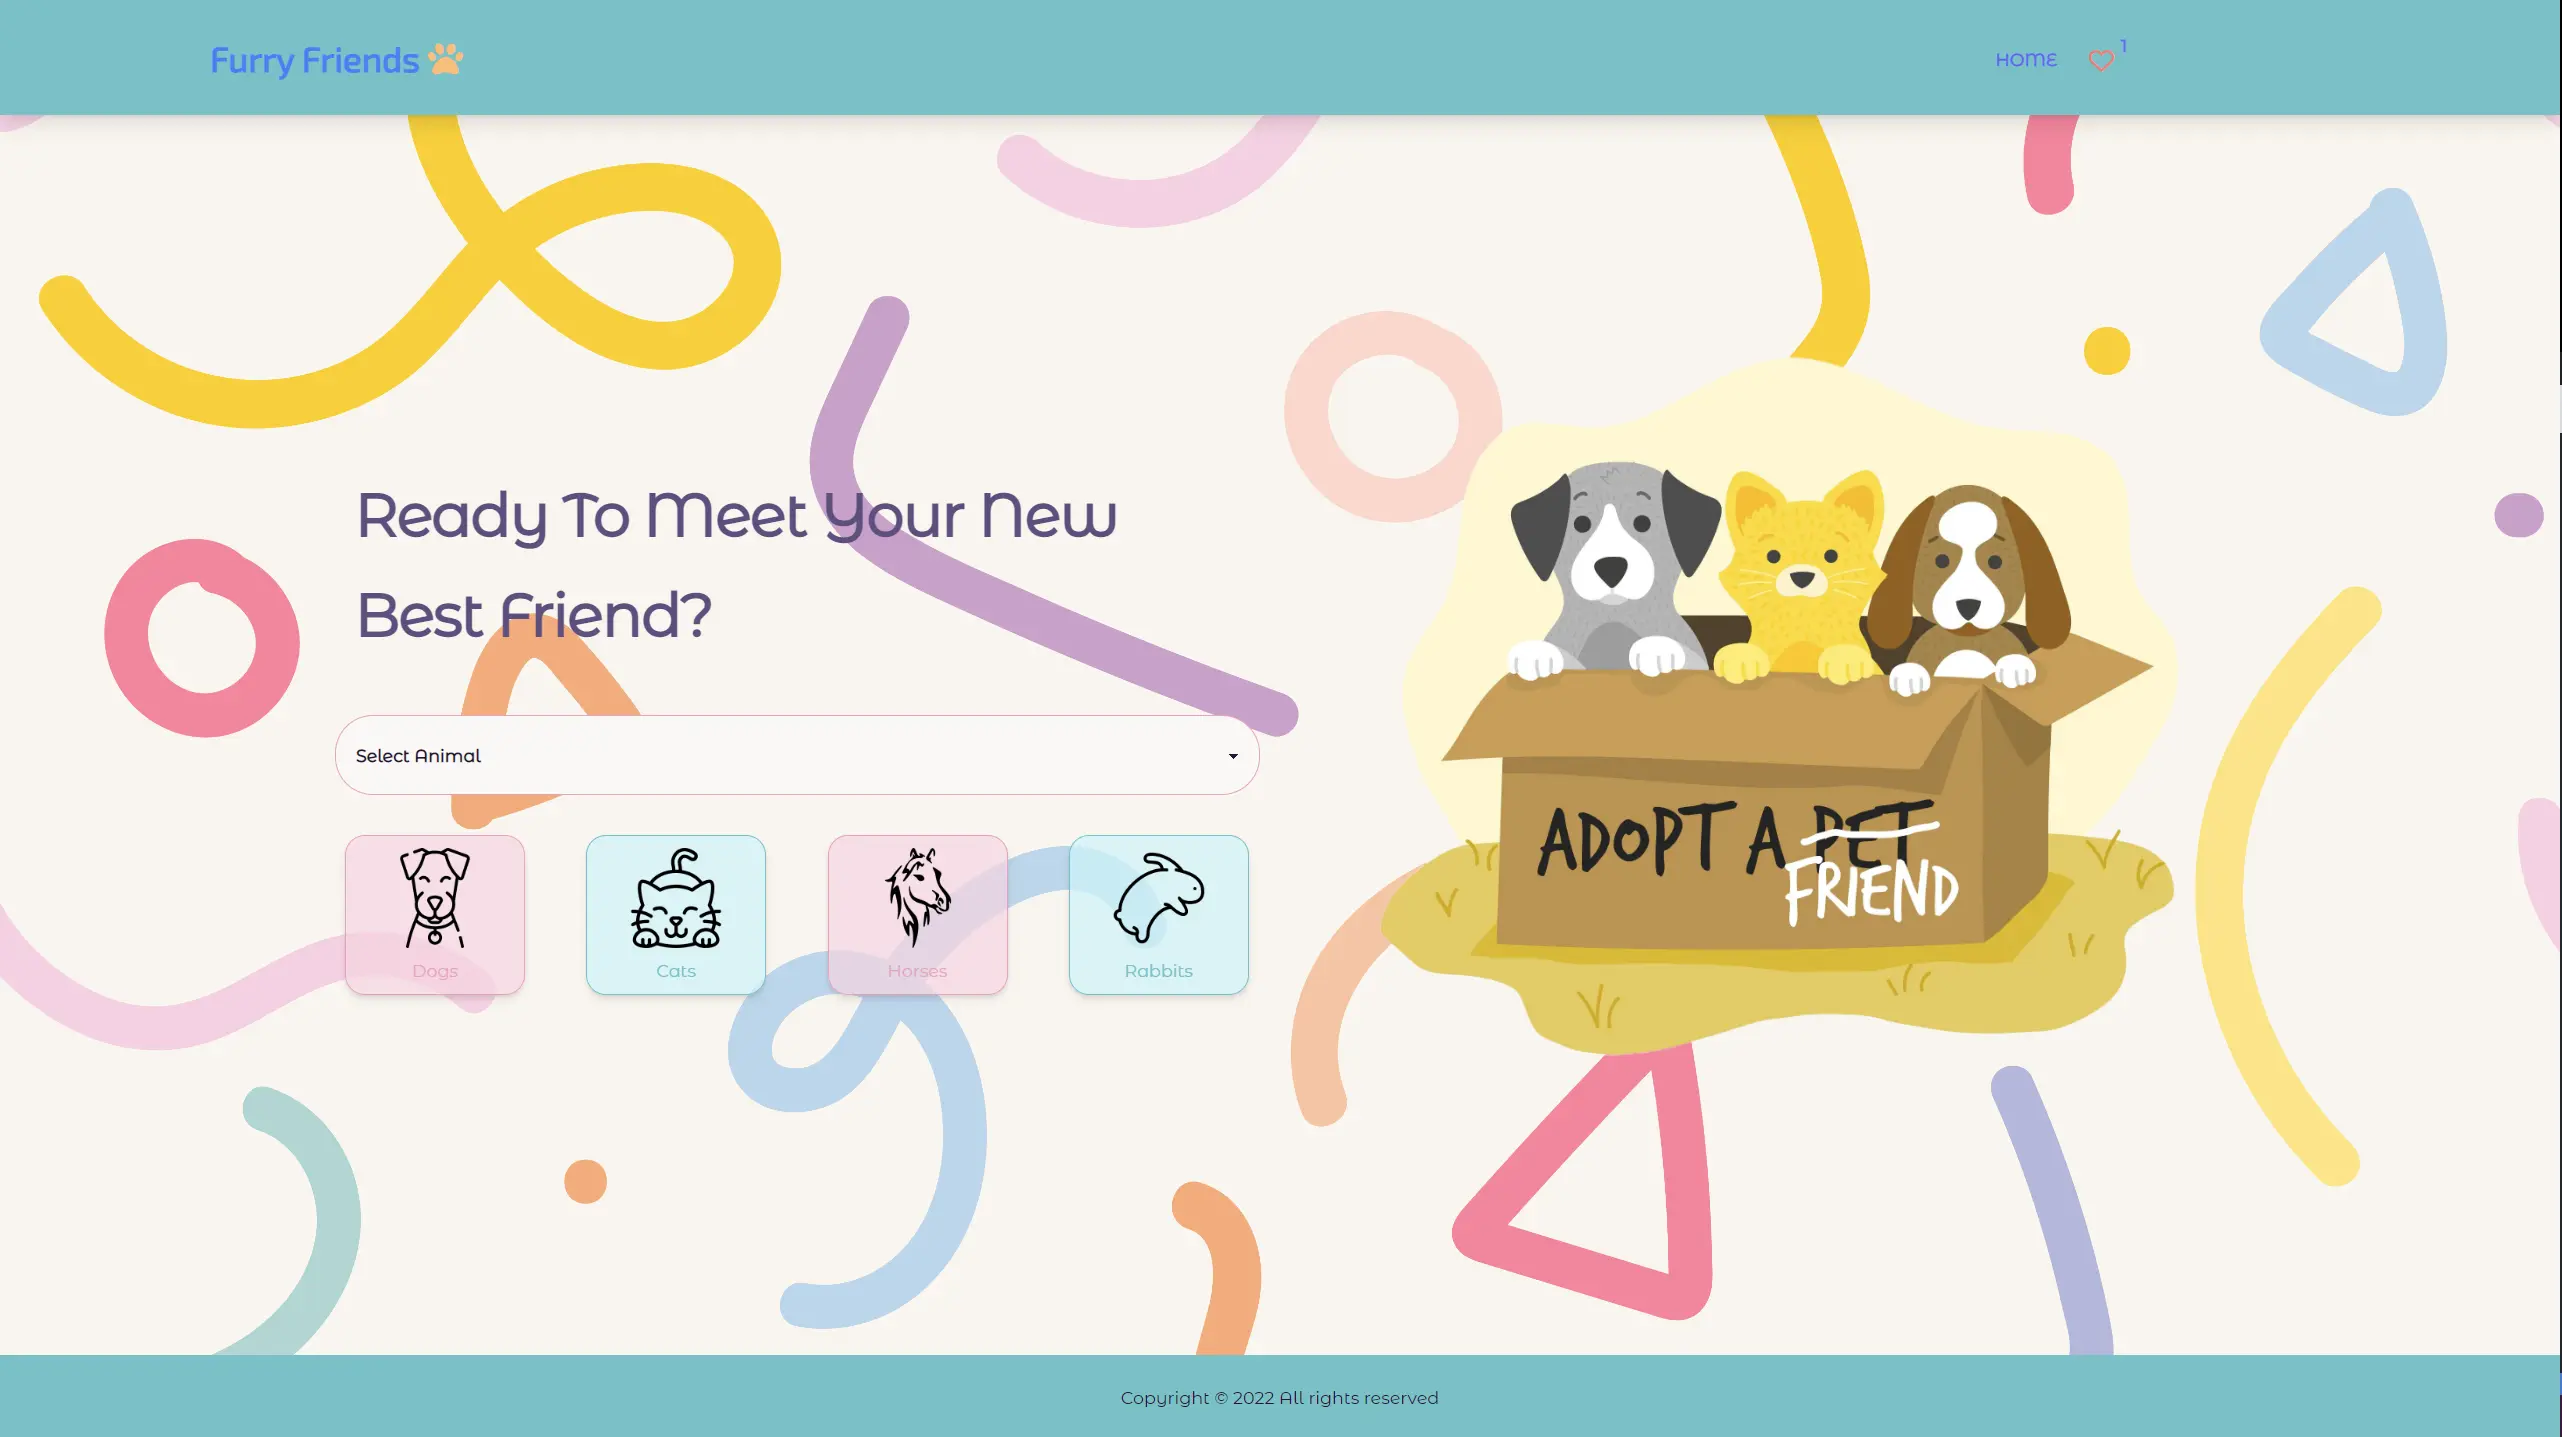 Furry Friends
HOME
1
Ready To Meet Your New
Best Friend?
Select Animal
Dogs
Cats
Horses
Rabbits
ADOPT A PET
FRIEND
Copyright © 2022 All rights reserved